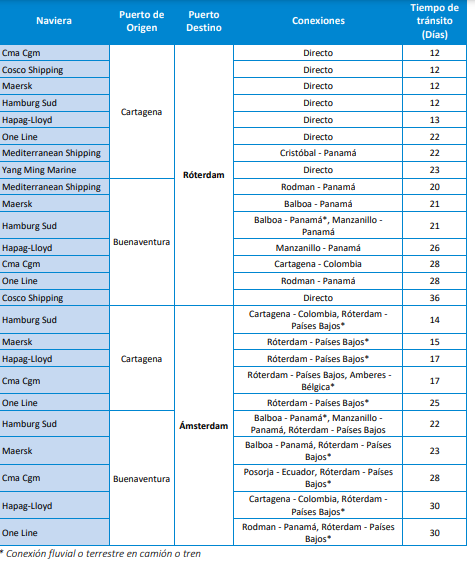 Naviera Puerto de Origen Puerto Destino Conexiones Tiempo de tránsito (Días)
Cma Cgm Directo 12
Cosco Shipping Directo 12
Maersk Directo 12
Hamburg Sud Directo 12
Cartagena
Hapag-Lloyd Directo 13
One Line Directo 22
Mediterranean Shipping Cristóbal - Panamá 22
Yang Ming Marine Directo 23
Róterdam
Mediterranean Shipping Rodman - Panamá 20
Maersk Balboa - Panamá 21
Hamburg Sud Balboa - Panamá*, Manzanillo - Panamá 21
Buenaventura
Hapag-Lloyd Manzanillo - Panamá 26
Cma Cgm Cartagena - Colombia 28
One Line Rodman - Panamá 28
Cosco Shipping Directo 36
Hamburg Sud Cartagena - Colombia, Róterdam - Países Bajos* 14
Maersk Róterdam - Países Bajos* 15
Hapag-Lloyd Róterdam - Países Bajos* 17
Cartagena
Cma Cgm Róterdam - Países Bajos, Amberes - Bélgica* 17
One Line Róterdam - Países Bajos* 25
Hamburg Sud Balboa - Panamá*, Manzanillo - Panamá, Róterdam - Países Bajos 22
Ámsterdam
Maersk Balboa - Panamá, Róterdam - Países Bajos* 23
Cma Cgm Posorja - Ecuador, Róterdam - Países Bajos* 28
Buenaventura
Hapag-Lloyd Cartagena - Colombia, Róterdam - Países Bajos* 30
One Line Rodman - Panamá, Róterdam - Países Bajos* 30
* Conexión fluvial o terrestre en camión o tren